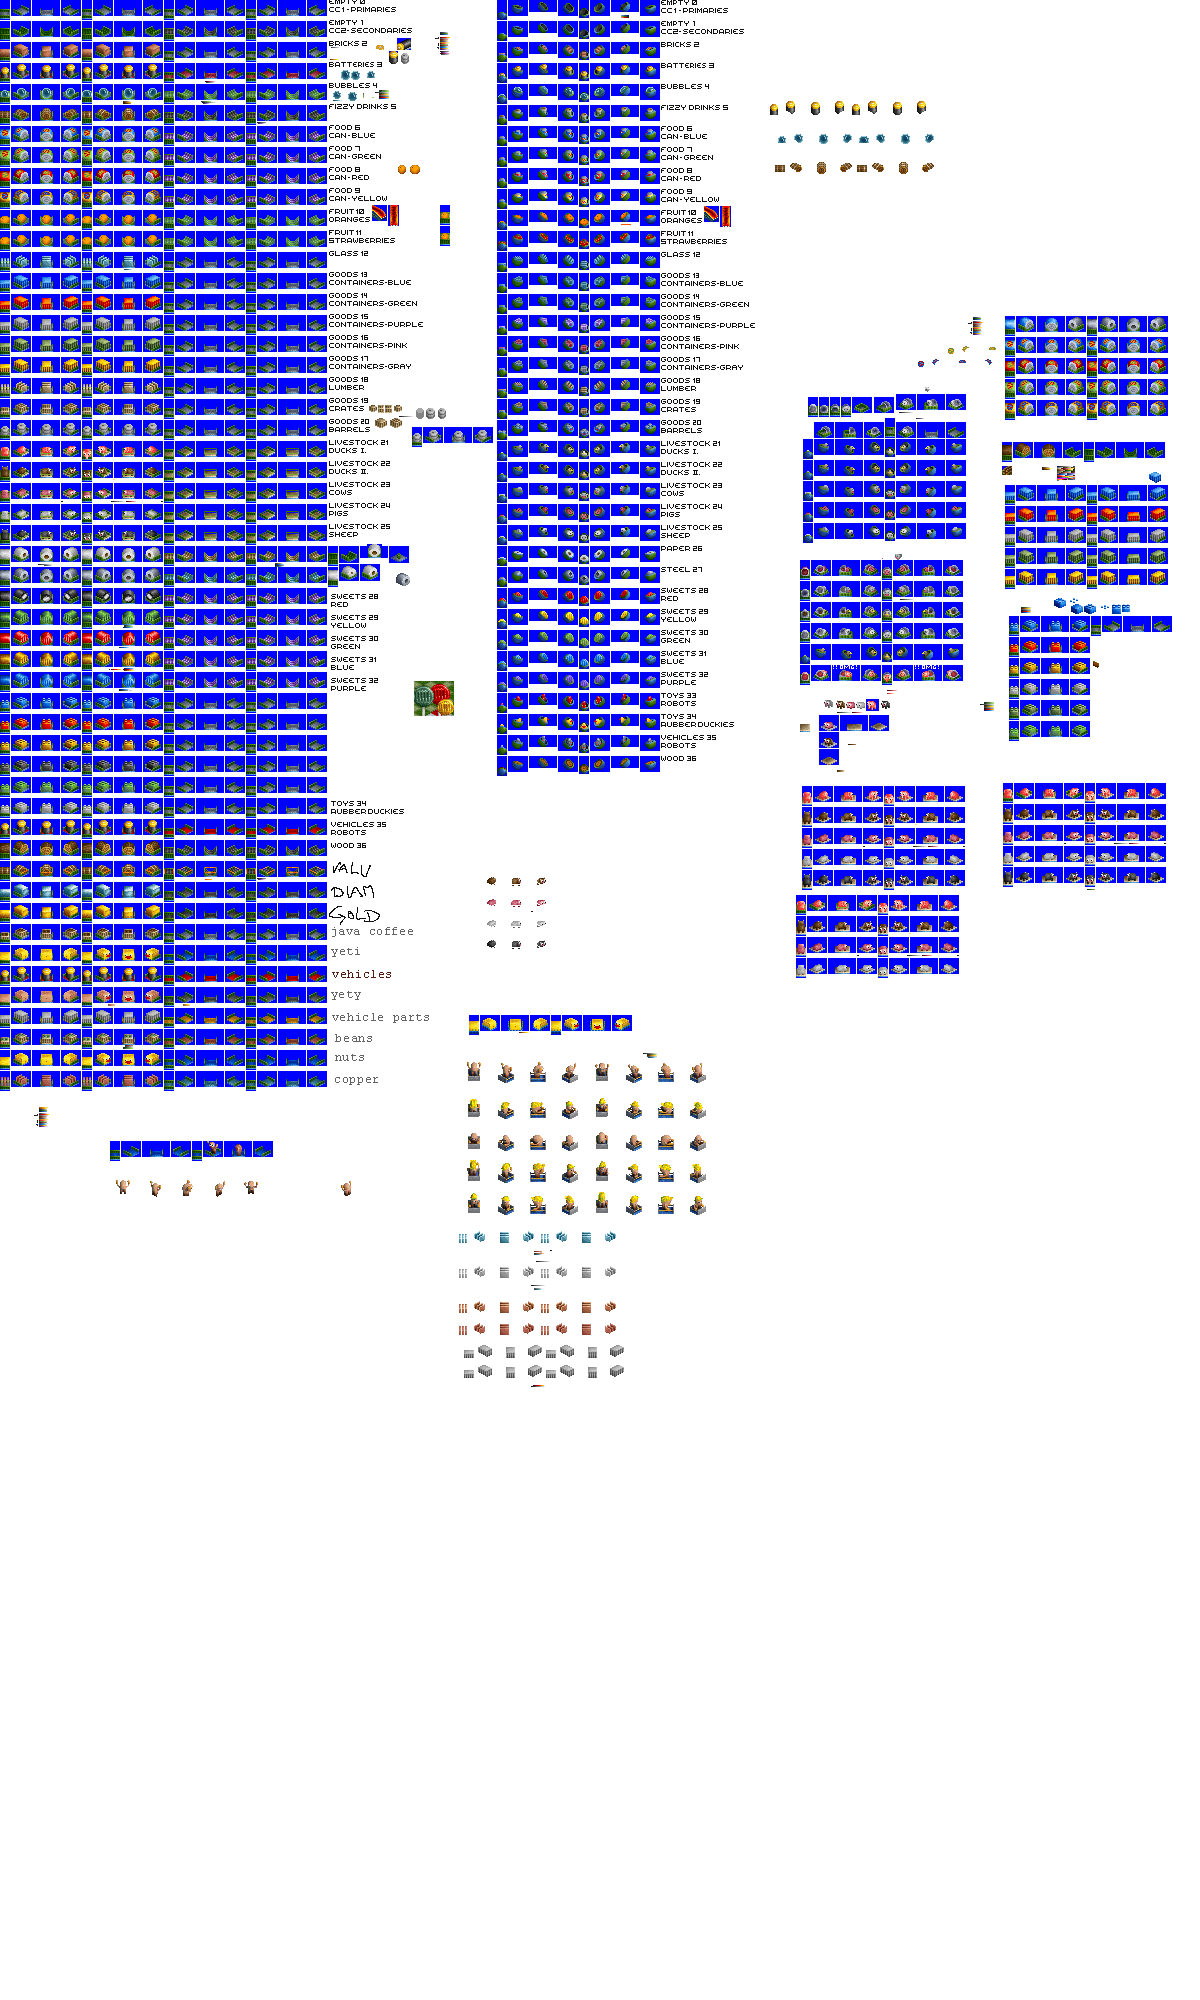 EMPTY 0
CC1-PRIMARIES
EMPTY 1
CC2-SECONDARIES
BRICKS 2
BATTERIES 3
BUBBLES 4
FIZZY DRINKS 5
FOOD 6
CAN-BLUE
FOOD 7
CAN-GREEN
FOOD 8
CAN-RED
FOOD 9
CAN-YELLOW
FRUIT10
ORANGES
FRUIT 11
STRAWBERRIES
GLASS 12
GOODS 13
CONTAINERS-BLUE
GOODS 14
CONTAINERS-GREEN
GOODS 15
CONTAINERS-PURPLE
GOODS 16
CONTAINERS-PINK
GOODS 17
CONTAINERS-GRAY
GOODS 18
LUMBER
GOODS 19
CRATES
GOODS 20
BARRELS
LIVESTOCK 21
DUCKS I.
LIVESTOCK 22
DUCKS II.
LIVESTOCK 23
COWS
LIVESTOCK 24
PIGS
LIVESTOCK 25
SHEEP
SWEETS 28
RED
SWEETS 29
YELLOW
SWEETS 30
GREEN
SWEETS 31
BLUE
SWEETS 32
PURPLE
TOYS 34
RUBBERDUCKIES
VEHICLES 35
ROBOTS
WOOD 36
VALU
DIAM
GOLD
java coffee
yeti
vehicles
yety
vehicle parts
beans
nuts
copper
EMPTY 0
CC1-PRIMARIES
EMPTY 1
CC2-SECONDARIES
BRICKS 2
BATTERIES 3
BUBBLES 4
FIZZY DRINKS 5
FOOD 6
CAN-BLUE
FOOD 7
CAN-GREEN
FOOD 8
CAN-RED
FOOD 9
CAN-YELLOW
FRUIT10
ORANGES
FRUIT 11
STRAWBERRIES
GLASS 12
GOODS 13
CONTAINERS-BLUE
GOODS 14
CONTAINERS-GREEN
GOODS 15
CONTAINERS-PURPLE
GOODS 16
CONTAINERS-PINK
GOODS 17
CONTAINERS-GRAY
GOODS 18
LUMBER
GOODS 19
CRATES
GOODS 20
BARRELS
LIVESTOCK 21
DUCKS I.
LIVESTOCK 22
DUCKS II.
LIVESTOCK 23
COWS
LIVESTOCK 24
PIGS
LIVESTOCK 25
SHEEP
PAPER 26
STEEL 27
SWEETS 28
RED
SWEETS 29
YELLOW
SWEETS 30
GREEN
SWEETS 31
BLUE
SWEETS 32
PURPLE
TOYS 33
ROBOTS
TOYS 34
RUBBERDUCKIES
VEHICLES 35
ROBOTS
WOOD 36
!!OMG! !!OMG!